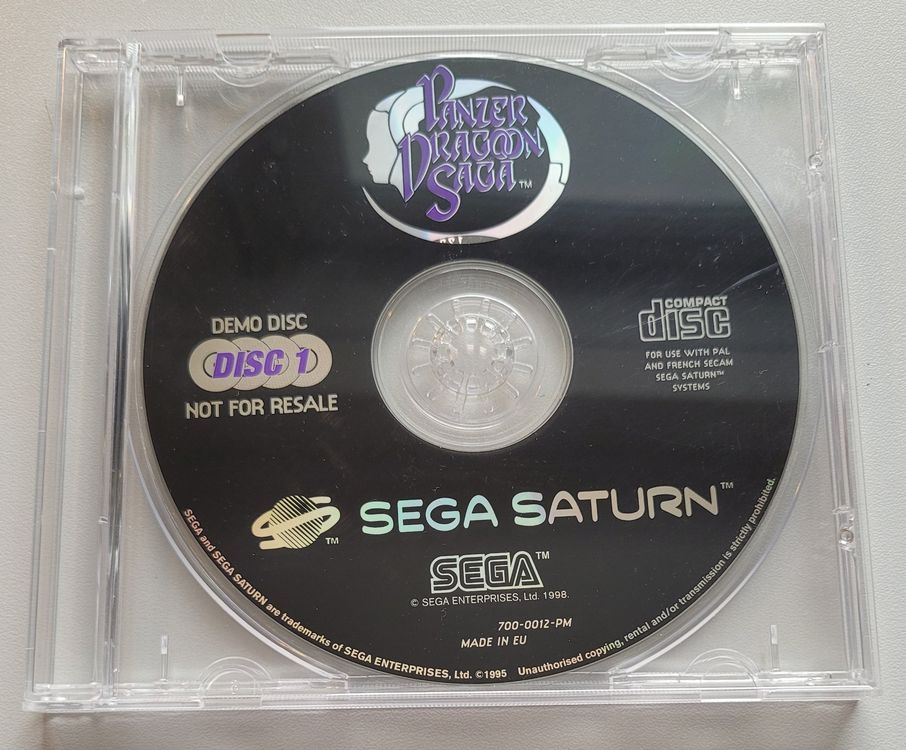 PANZER
DRAGOON
SAGA™
DEMO DISC
DISC 1
NOT FOR RESALE
COMPACT
disc
FOR USE WITH PAL
AND FRENCH SECAM
SEGA SATURN™
SYSTEMS
™ SEGA SATURN™
SEGA™
© SEGA ENTERPRISES, Ltd. 1998.
700-0012-PM
MADE IN EU
SEGA and SEGA SATURN are trademarks of SEGA ENTERPRISES, Ltd. ©1995 Unauthorised copying, rental and/or transmission is strictly prohibited.